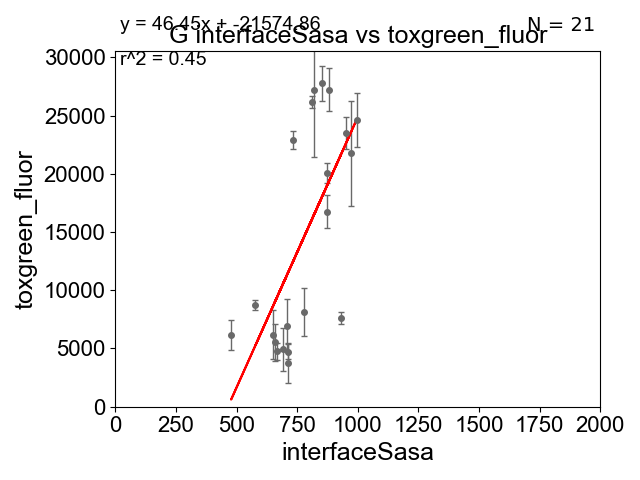 y = 46.45x + -21574.86
N = 21
G interfaceSasa vs toxgreen_fluor
r^2 = 0.45
30000
25000
20000
15000
10000
5000
0
toxgreen_fluor
0 250 500 750 1000 1250 1500 1750 2000
interfaceSasa